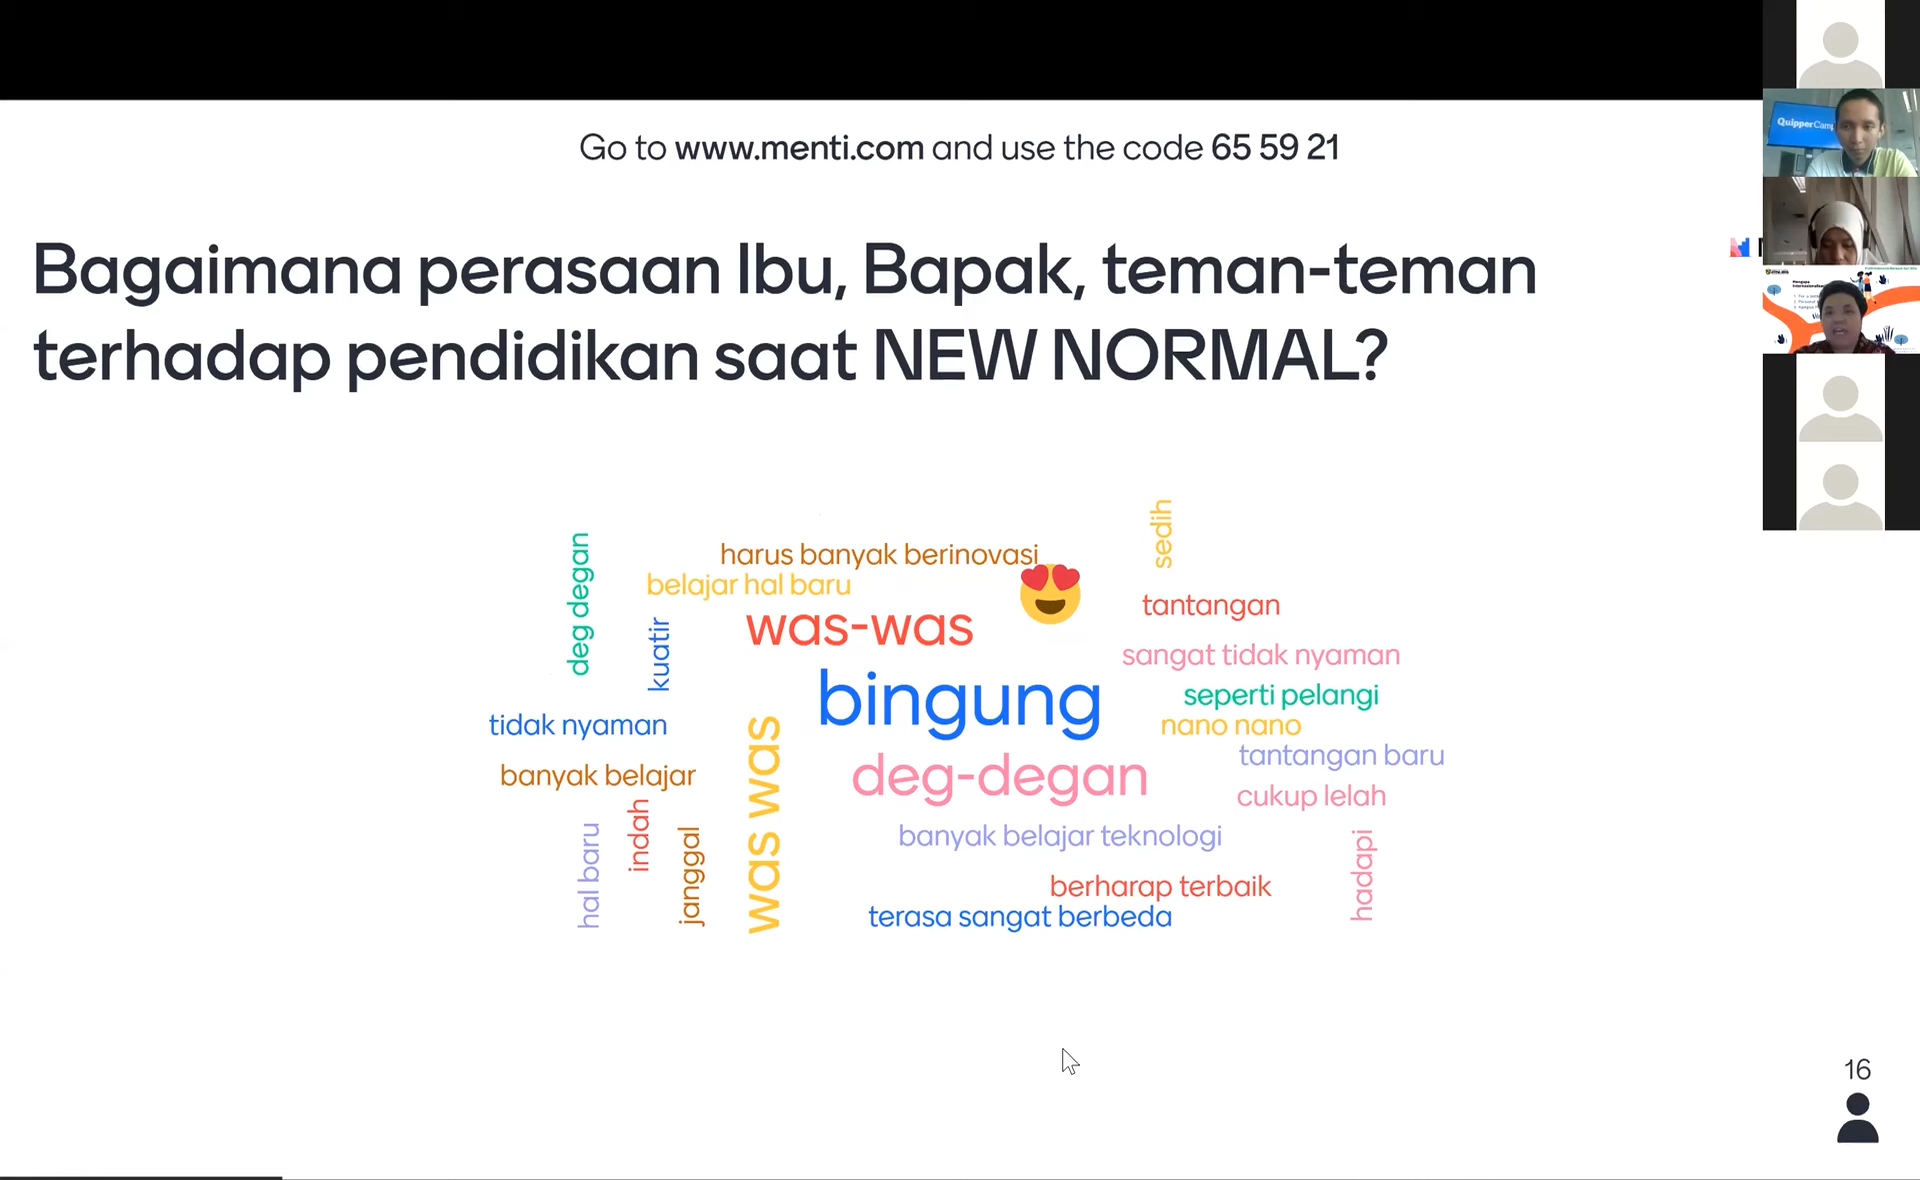 Go to www.menti.com and use the code 65 59 21
Bagaimana perasaan Ibu, Bapak, teman-teman
terhadap pendidikan saat NEW NORMAL?
QuipperCamp
sedih
deg degan
harus banyak berinovasi
belajar hal baru
tantangan
was-was
kuatir
sangat tidak nyaman
bingung
seperti pelangi
tidak nyaman
nano nano
was was
tantangan baru
banyak belajar
deg-degan
cukup lelah
indah
hal baru
janggal
banyak belajar teknologi
hadapi
berharap terbaik
terasa sangat berbeda
16